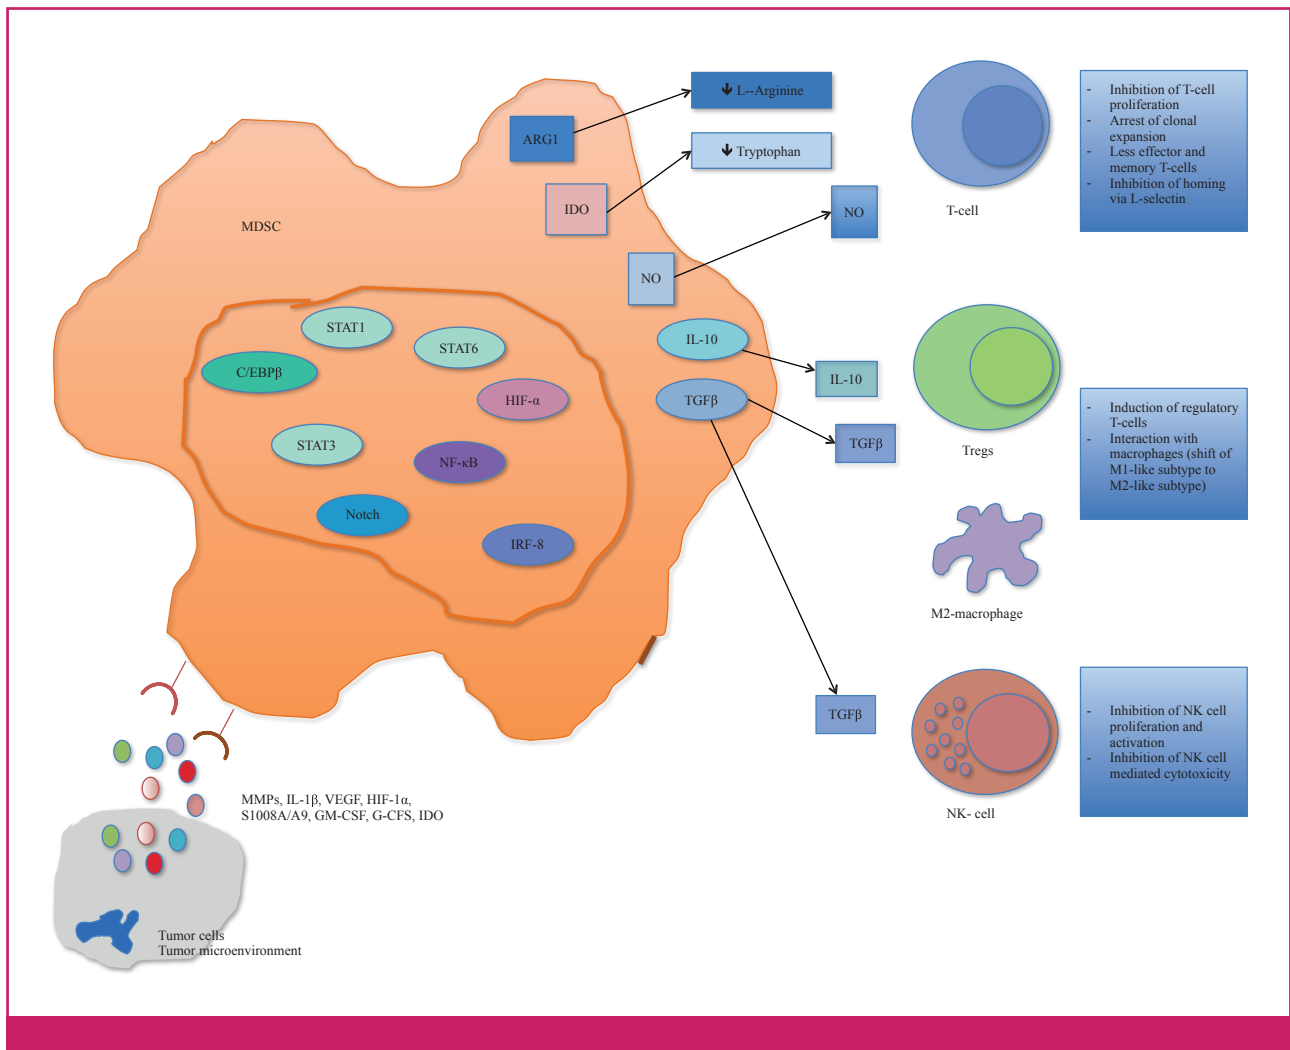 MDSC
ARG1
IDO
NO
IL-10
TGFβ
STAT1
STAT6
C/EBPβ
HIF-α
STAT3
NF-κB
Notch
IRF-8
🡻 L--Arginine
🡻 Tryptophan
NO
IL-10
TGFβ
TGFβ
T-cell
- Inhibition of T-cell
proliferation
- Arrest of clonal
expansion
- Less effector and
memory T-cells
- Inhibition of homing
via L-selectin
Tregs
- Induction of regulatory
T-cells
- Interaction with
macrophages (shift of
M1-like subtype to
M2-like subtype)
M2-macrophage
NK- cell
- Inhibition of NK cell
proliferation and
activation
- Inhibition of NK cell
mediated cytotoxicity
MMPs, IL-1β, VEGF, HIF-1α,
S1008A/A9, GM-CSF, G-CFS, IDO
Tumor cells
Tumor microenvironment